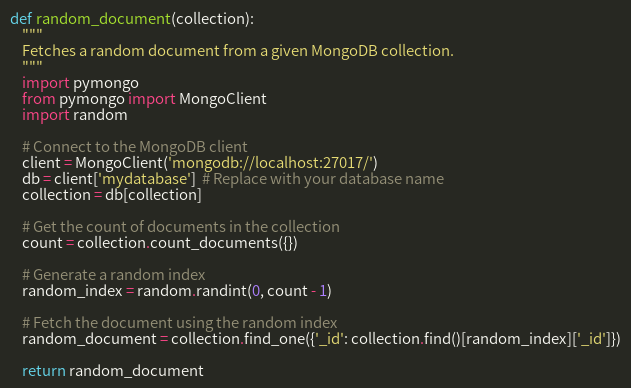 def random_document(collection):
"""
Fetches a random document from a given MongoDB collection.
"""
import pymongo
from pymongo import MongoClient
import random
# Connect to the MongoDB client
client = MongoClient('mongodb://localhost:27017/')
db = client['mydatabase'] # Replace with your database name
collection = db[collection]
# Get the count of documents in the collection
count = collection.count_documents({})
# Generate a random index
random_index = random.randint(0, count - 1)
# Fetch the document using the random index
random_document = collection.find_one({'_id': collection.find()[random_index]['_id']})
return random_document